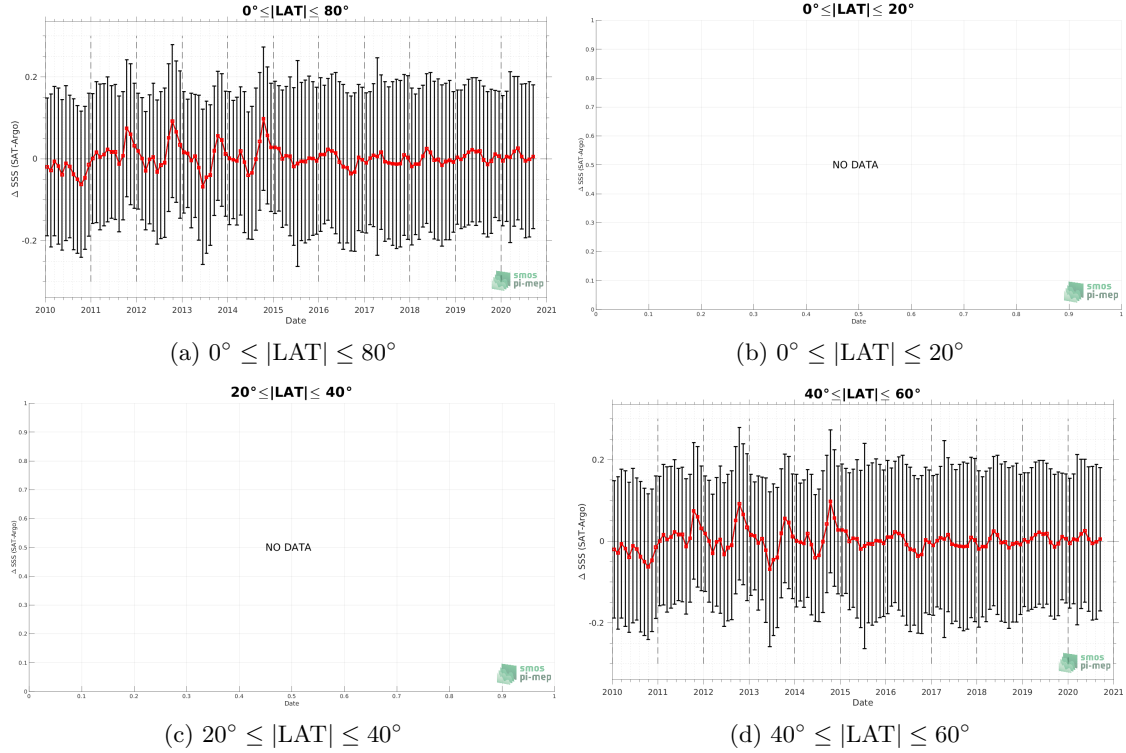 0°≤|LAT|≤ 80°
Δ SSS (SAT-Argo)
0.2
0
-0.2
2010 2011 2012 2013 2014 2015 2016 2017 2018 2019 2020 2021
Date
smos
pi-mep
(a) 0° ≤ |LAT| ≤ 80°
0°≤|LAT|≤ 20°
Δ SSS (SAT-Argo)
1
0.9
0.8
0.7
0.6
0.5
0.4
0.3
0.2
0.1
0
NO DATA
0 0.1 0.2 0.3 0.4 0.5 0.6 0.7 0.8 0.9 1
Date
smos
pi-mep
(b) 0° ≤ |LAT| ≤ 20°
20°≤|LAT|≤ 40°
Δ SSS (SAT-Argo)
1
0.9
0.8
0.7
0.6
0.5
0.4
0.3
0.2
0.1
0
NO DATA
0 0.1 0.2 0.3 0.4 0.5 0.6 0.7 0.8 0.9 1
Date
smos
pi-mep
(c) 20° ≤ |LAT| ≤ 40°
40°≤|LAT|≤ 60°
Δ SSS (SAT-Argo)
0.2
0
-0.2
2010 2011 2012 2013 2014 2015 2016 2017 2018 2019 2020 2021
Date
smos
pi-mep
(d) 40° ≤ |LAT| ≤ 60°